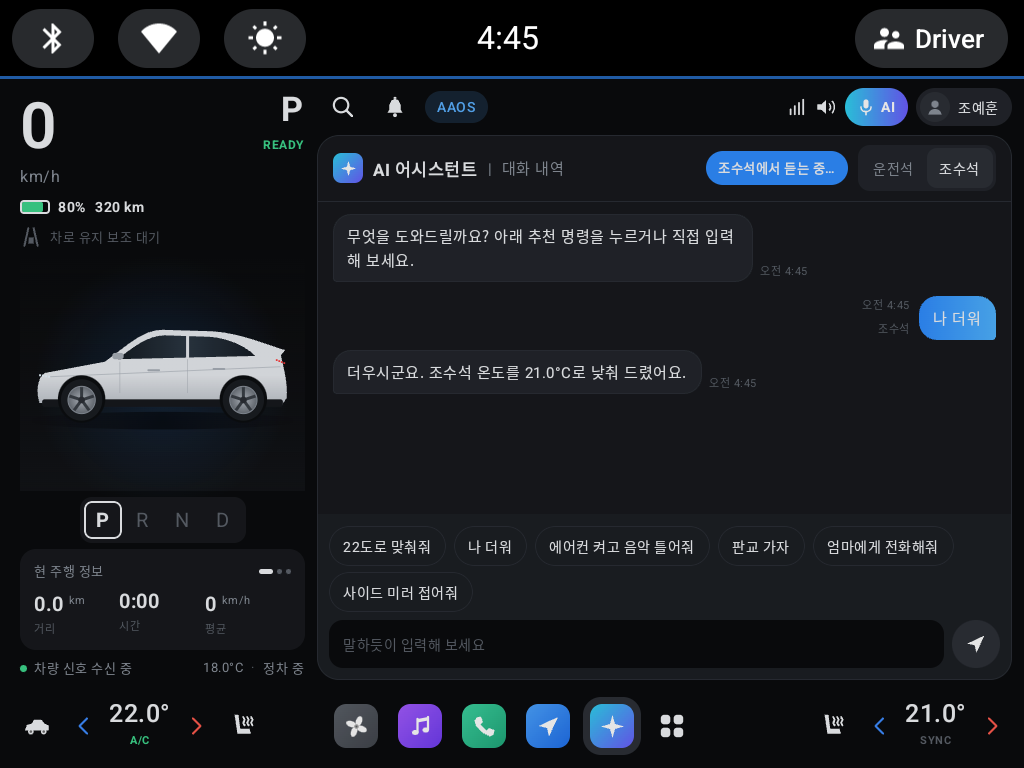 4:45
Driver
0
P
READY
km/h
80% 320 km
차로 유지 보조 대기
AAOS
AI
조예훈
AI 어시스턴트 | 대화 내역
조수석에서 듣는 중...
운전석
조수석
무엇을 도와드릴까요? 아래 추천 명령을 누르거나 직접 입력
해 보세요.
오전 4:45
오전 4:45
조수석
나 더워
더우시군요. 조수석 온도를 21.0°C로 낮춰 드렸어요.
오전 4:45
P R N D
현 주행 정보
0.0 km
거리
0:00
시간
0 km/h
평균
차량 신호 수신 중
18.0°C · 정차 중
22도로 맞춰줘
나 더워
에어컨 켜고 음악 틀어줘
판교 가자
엄마에게 전화해줘
사이드 미러 접어줘
말하듯이 입력해 보세요
22.0°
A/C
21.0°
SYNC